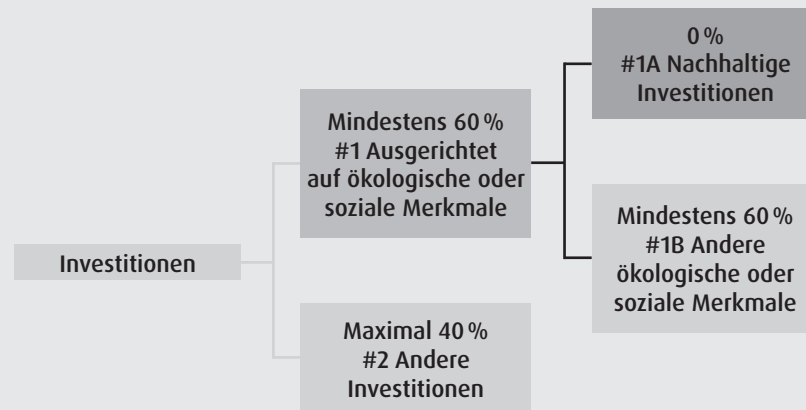 Investitionen
Mindestens 60 %
#1 Ausgerichtet
auf ökologische oder
soziale Merkmale
Maximal 40 %
#2 Andere
Investitionen
0 %
#1A Nachhaltige
Investitionen
Mindestens 60 %
#1B Andere
ökologische oder
soziale Merkmale